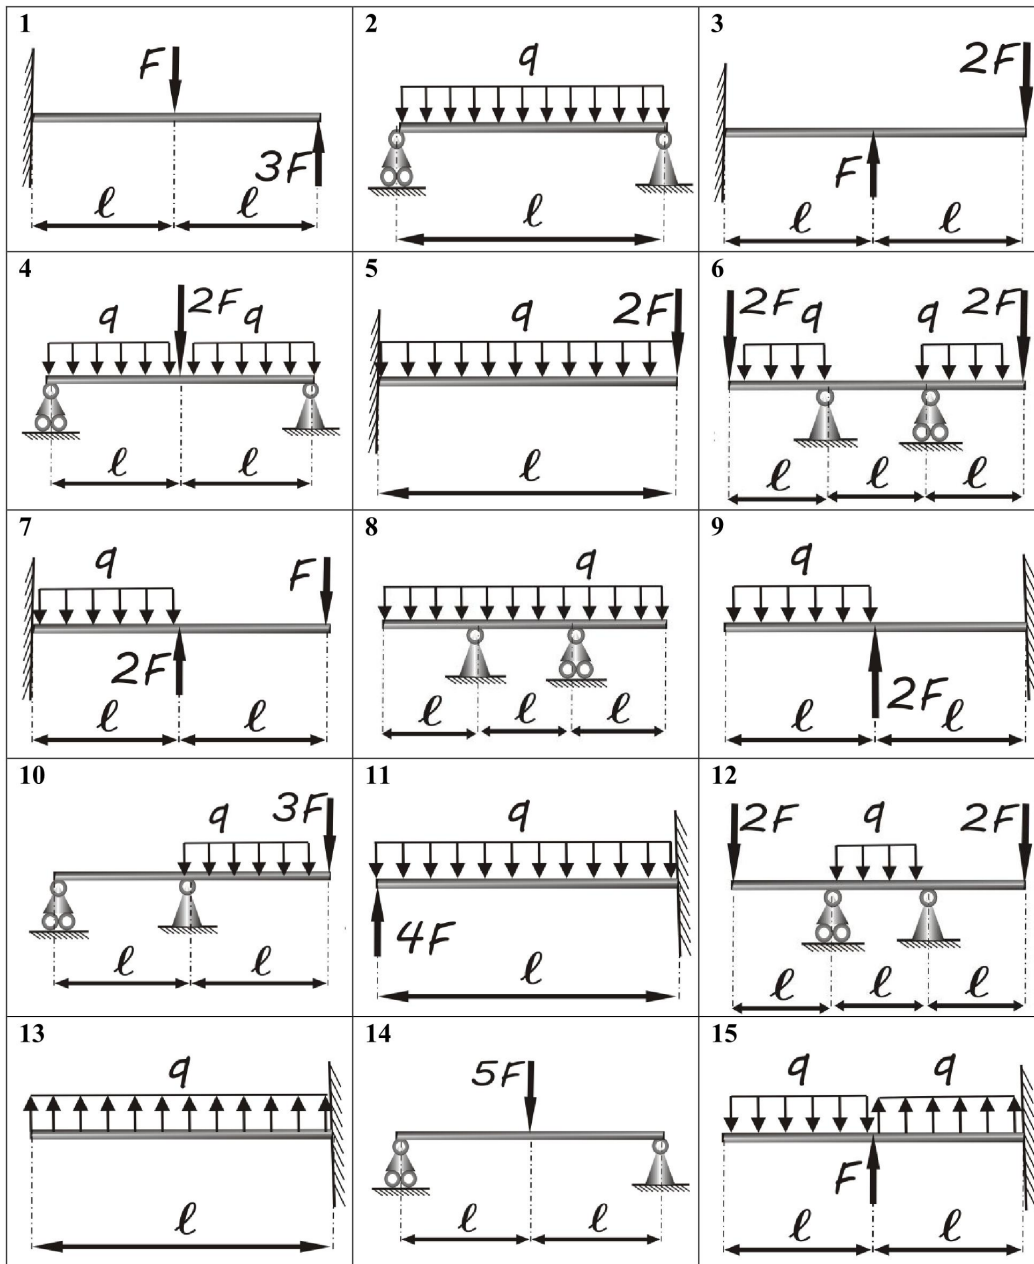 1
F
3F
ℓ ℓ
2
q
ℓ
3
2F
F
ℓ ℓ
4
2F
q q
ℓ ℓ
5
q 2F
ℓ
6
2F q q 2F
ℓ ℓ ℓ
7
q F
2F
ℓ ℓ
8
q
ℓ ℓ ℓ
9
q
2F
ℓ ℓ
10
q 3F
ℓ ℓ
11
q
4F
ℓ
12
2F q 2F
ℓ ℓ ℓ
13
q
ℓ
14
5F
ℓ ℓ
15
q q
F
ℓ ℓ